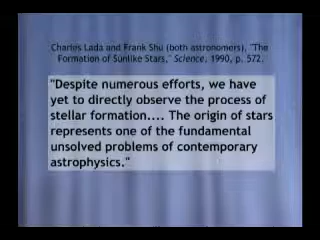 Charles Lada and Frank Shu (both astronomers), "The
Formation of Sunlike Stars," Science, 1990, p. 572.
"Despite numerous efforts, we have
yet to directly observe the process of
stellar formation.... The origin of stars
represents one of the fundamental
unsolved problems of contemporary
astrophysics."